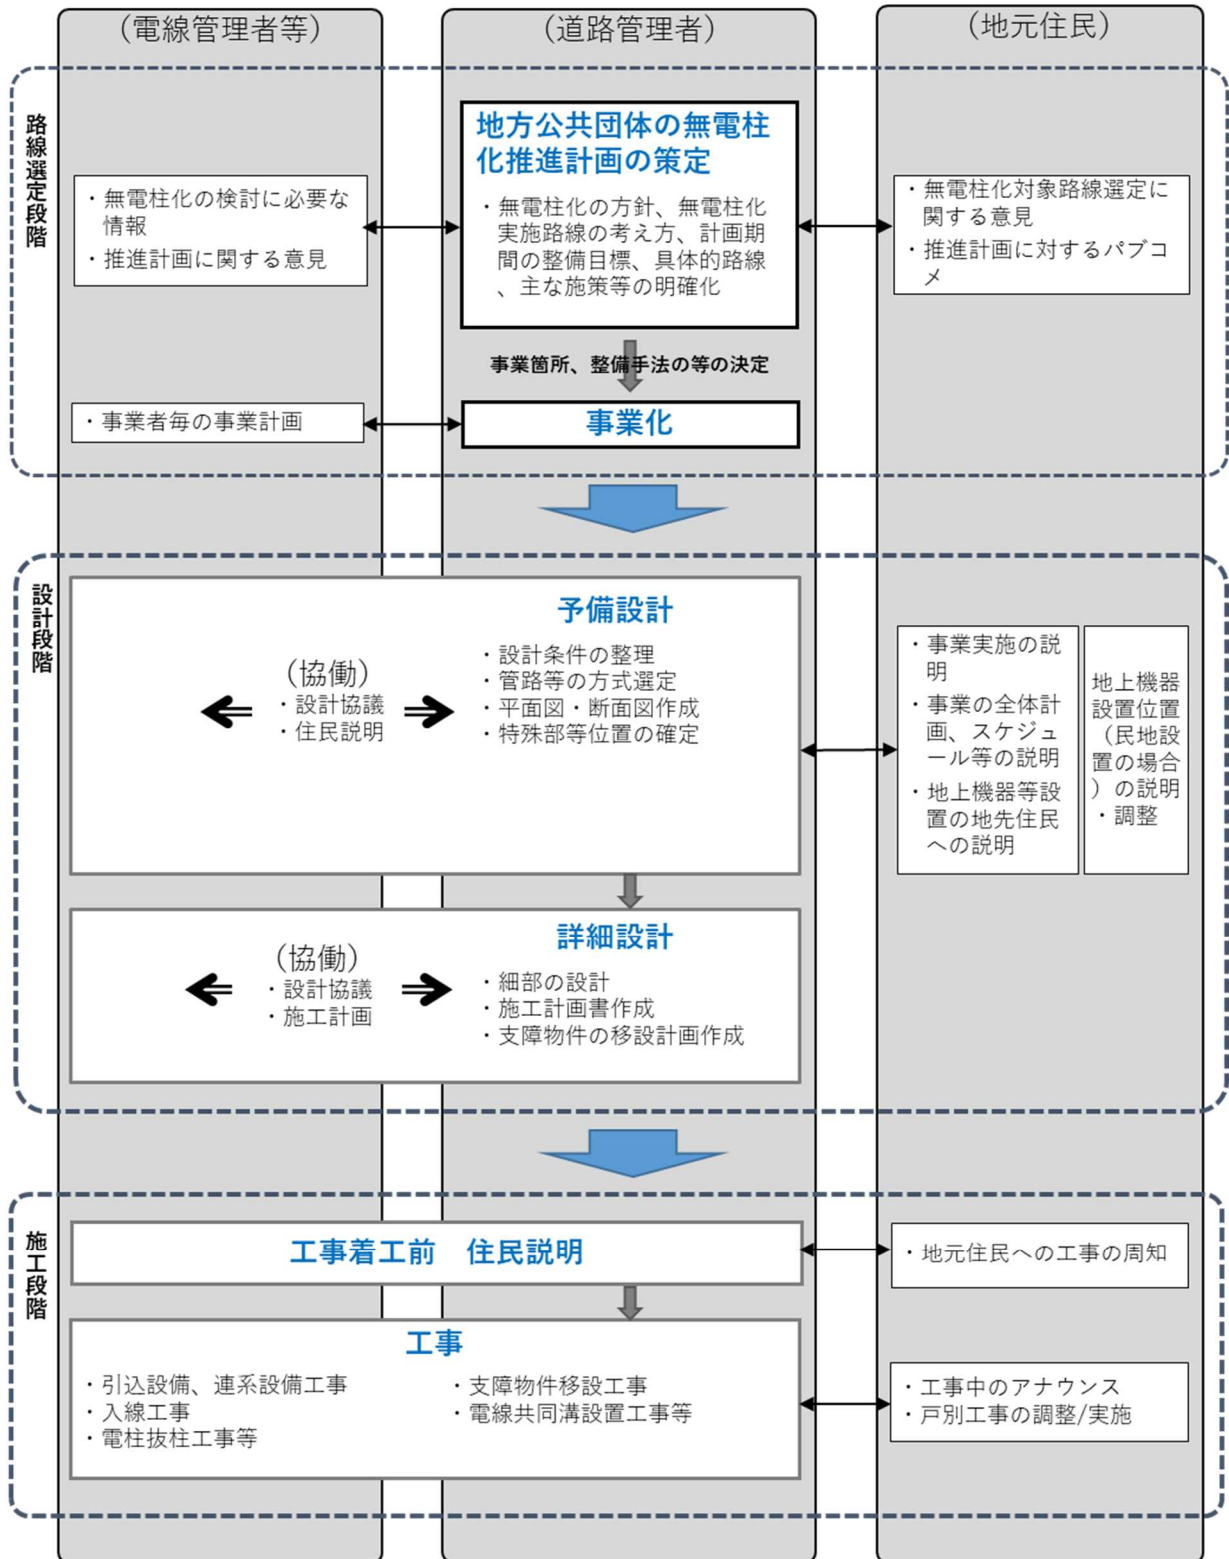 （電線管理者等）
（道路管理者）
（地元住民）
路線選定段階
地方公共団体の無電柱
化推進計画の策定
・無電柱化の方針、無電柱化
実施路線の考え方、計画期
間の整備目標、具体的路線
、主な施策等の明確化
・無電柱化の検討に必要な
情報
・推進計画に関する意見
・無電柱化対象路線選定に
関する意見
・推進計画に対するパブコ
メ
事業箇所、整備手法の等の決定
・事業者毎の事業計画
事業化
設計段階
予備設計
（協働）
・設計協議
・住民説明
・設計条件の整理
・管路等の方式選定
・平面図・断面図作成
・特殊部等位置の確定
・事業実施の説
明
・事業の全体計
画、スケジュ
ール等の説明
・地上機器等設
置の地先住民
への説明
地上機器
設置位置
（民地設
置の場合
）の説明
・調整
詳細設計
（協働）
・設計協議
・施工計画
・細部の設計
・施工計画書作成
・支障物件の移設計画作成
施工段階
工事着工前　住民説明
・地元住民への工事の周知
工事
・引込設備、連系設備工事
・入線工事
・電柱抜柱工事等
・支障物件移設工事
・電線共同溝設置工事等
・工事中のアナウンス
・戸別工事の調整/実施